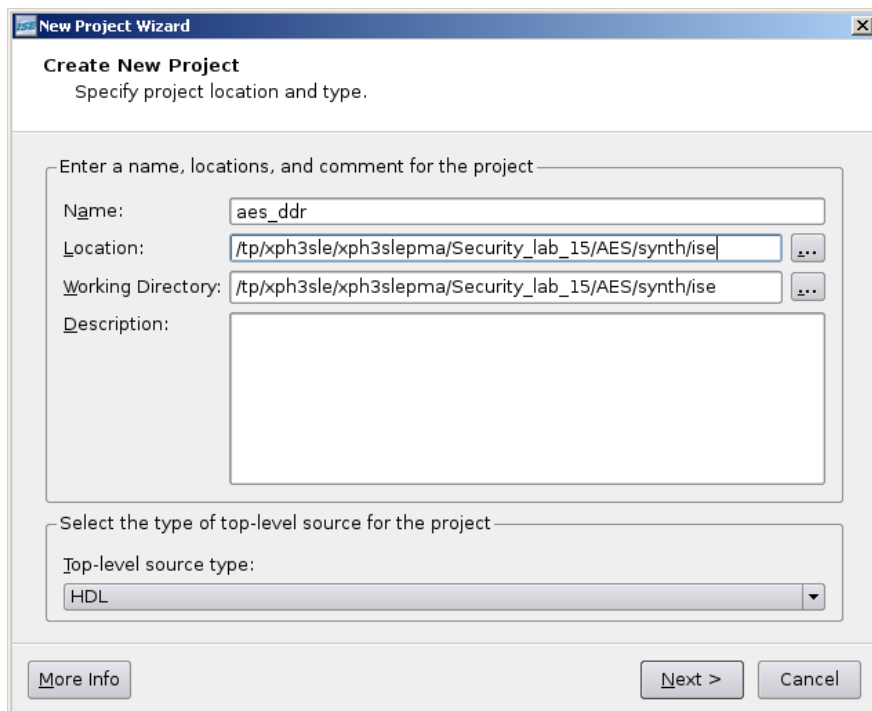 ISE New Project Wizard
Create New Project
Specify project location and type.
Enter a name, locations, and comment for the project
Name: aes_ddr
Location: /tp/xph3sle/xph3slepma/Security_lab_15/AES/synth/ise ...
Working Directory: /tp/xph3sle/xph3slepma/Security_lab_15/AES/synth/ise ...
Description:
Select the type of top-level source for the project
Top-level source type:
HDL
More Info Next > Cancel